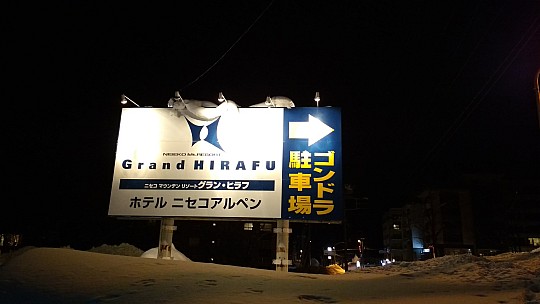 NISEKO Mt. RESORT
Grand HIRAFU
ニセコ マウンテン リゾート グラン・ヒラフ
ホテル ニセコアルペン
ゴンドラ
駐車場